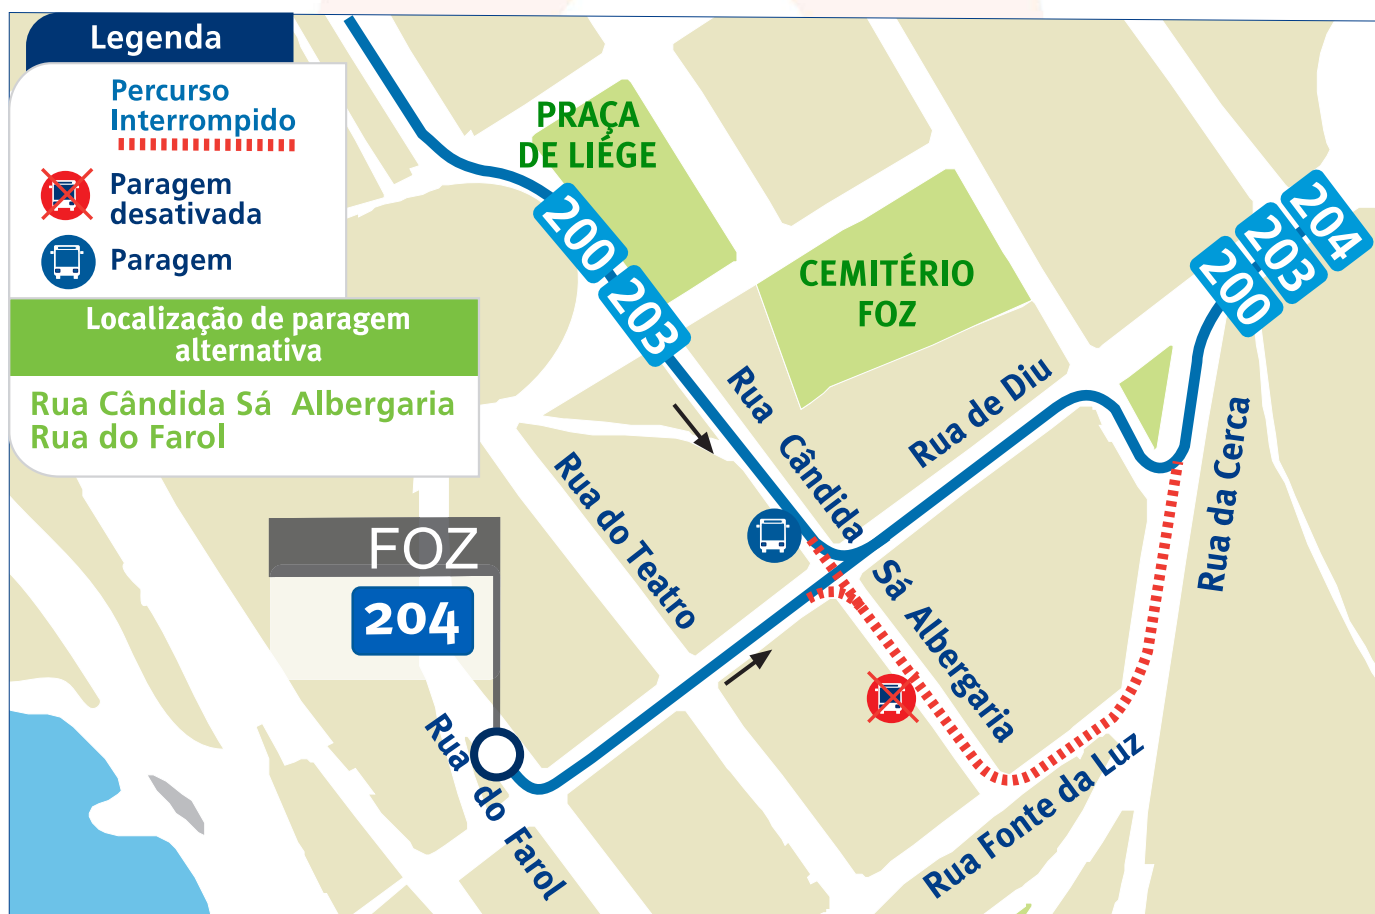 Legenda
Percurso
Interrompido
Paragem
desativada
Paragem
Localização de paragem
alternativa
Rua Cândida Sá Albergaria
Rua do Farol
PRAÇA
DE LIÉGE
CEMITÉRIO
FOZ
200
203
204
203
200
Rua Cândida Sá Albergaria
Rua de Diu
Rua da Cerca
Rua do Teatro
FOZ
204
Rua do Farol
Rua Fonte da Luz